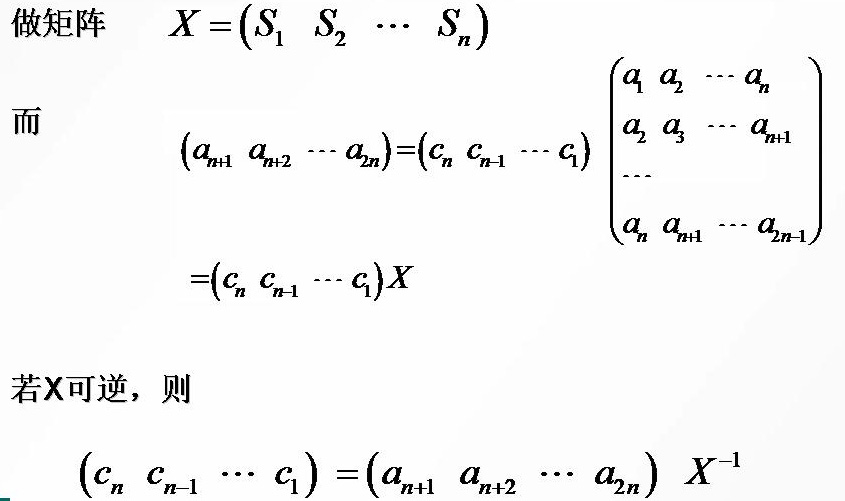 做矩阵 X = (S₁ S₂ ⋯ Sₙ)
而
(aₙ₊₁ aₙ₊₂ ⋯ a₂ₙ) = (cₙ cₙ₋₁ ⋯ c₁)
(a₁ a₂ ⋯ aₙ
a₂ a₃ ⋯ aₙ₊₁
⋯
aₙ aₙ₊₁ ⋯ a₂ₙ₋₁)
= (cₙ cₙ₋₁ ⋯ c₁) X
若X可逆，则
(cₙ cₙ₋₁ ⋯ c₁) = (aₙ₊₁ aₙ₊₂ ⋯ a₂ₙ) X⁻¹